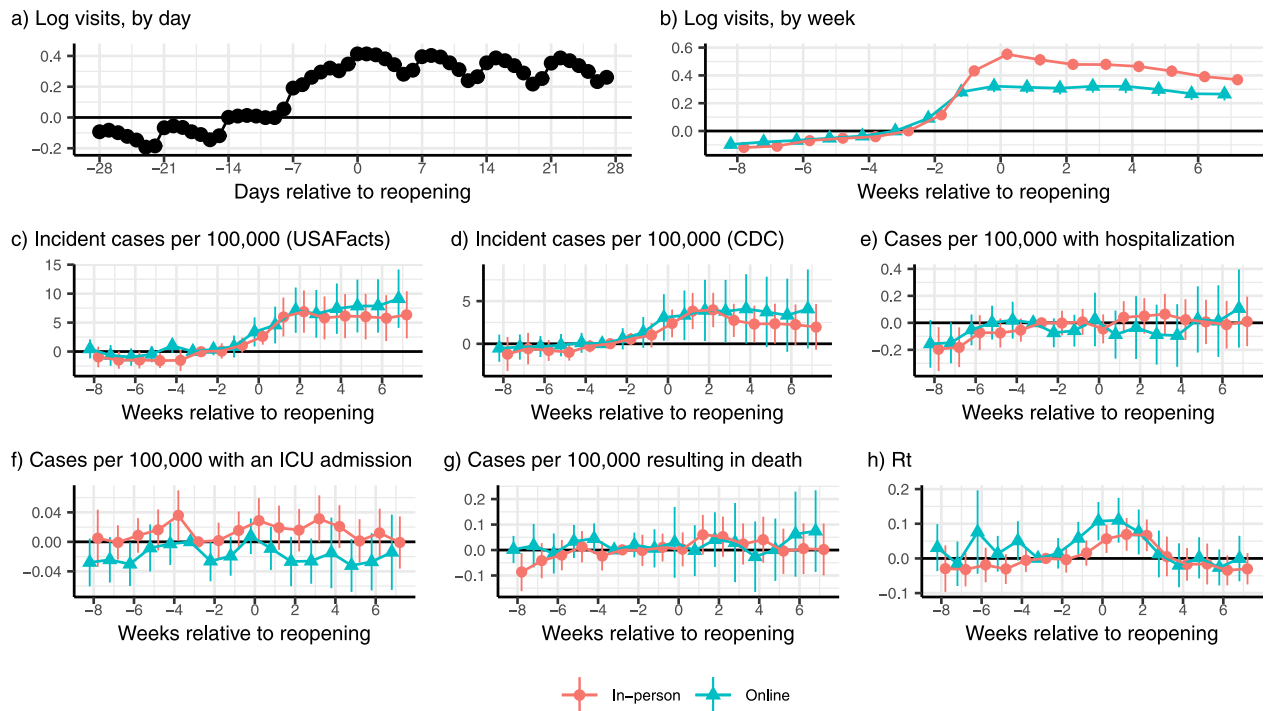 a) Log visits, by day
b) Log visits, by week
0.4
0.2
0.0
−0.2
−28 −21 −14 −7 0 7 14 21 28
Days relative to reopening
0.6
0.4
0.2
0.0
−8 −6 −4 −2 0 2 4 6
Weeks relative to reopening
c) Incident cases per 100,000 (USAFacts)
d) Incident cases per 100,000 (CDC)
e) Cases per 100,000 with hospitalization
15
10
5
0
−8 −6 −4 −2 0 2 4 6
Weeks relative to reopening
5
0
−8 −6 −4 −2 0 2 4 6
Weeks relative to reopening
0.4
0.2
0.0
−0.2
−8 −6 −4 −2 0 2 4 6
Weeks relative to reopening
f) Cases per 100,000 with an ICU admission
g) Cases per 100,000 resulting in death
h) Rt
0.04
0.00
−0.04
−8 −6 −4 −2 0 2 4 6
Weeks relative to reopening
0.2
0.1
0.0
−0.1
−8 −6 −4 −2 0 2 4 6
Weeks relative to reopening
0.2
0.1
0.0
−0.1
−8 −6 −4 −2 0 2 4 6
Weeks relative to reopening
In−person Online